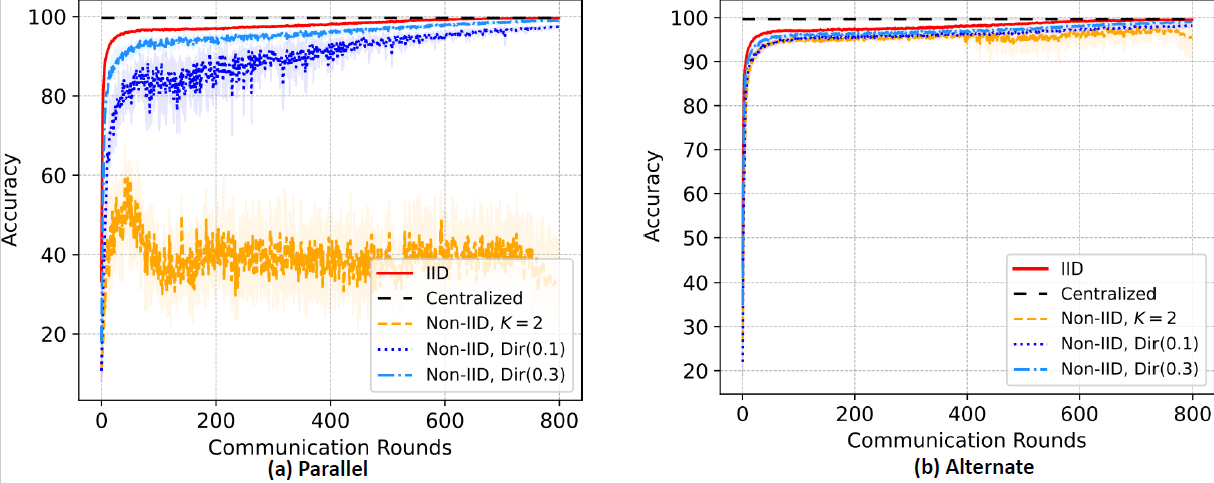 100
80
60
40
20
Accuracy
0
200
400
600
800
Communication Rounds
IID
Centralized
Non-IID, K = 2
Non-IID, Dir(0.1)
Non-IID, Dir(0.3)
(a) Parallel
100
90
80
70
60
50
40
30
20
Accuracy
0
200
400
600
800
Communication Rounds
IID
Centralized
Non-IID, K = 2
Non-IID, Dir(0.1)
Non-IID, Dir(0.3)
(b) Alternate